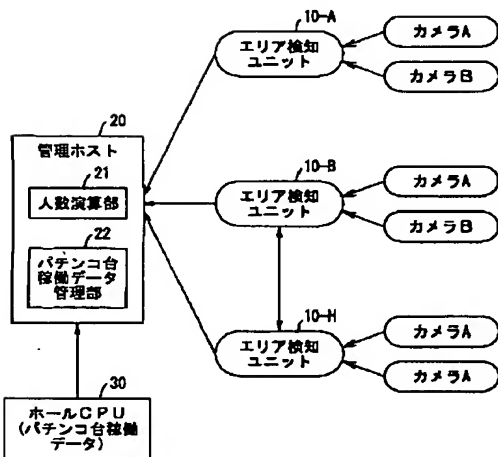 10-A
エリア検知
ユニット
カメラA
カメラB
20
管理ホスト
21
人数演算部
22
パチンコ台
稼働データ
管理部
10-B
エリア検知
ユニット
カメラA
カメラB
10-H
エリア検知
ユニット
カメラA
カメラA
30
ホールCPU
(パチンコ台稼働
データ)